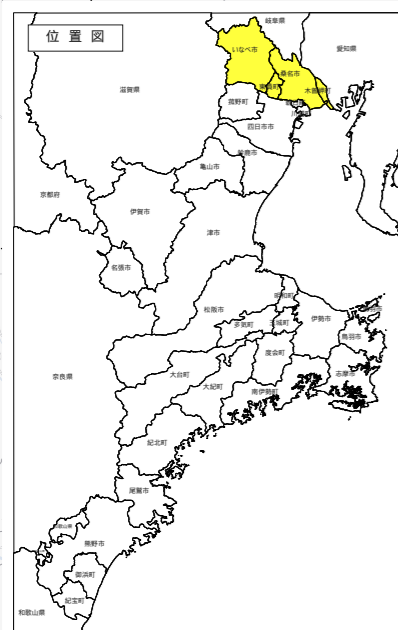 位置図
岐阜県
愛知県
いなべ市
桑名市
滋賀県
東員町
木曽岬町
菰野町
四日市市
鈴鹿市
亀山市
京都府
伊賀市
津市
名張市
松阪市
明和町
多気町
玉城町
伊勢市
鳥羽市
度会町
奈良県
大台町
大紀町
志摩市
南伊勢町
紀北町
尾鷲市
熊野市
御浜町
紀宝町
和歌山県